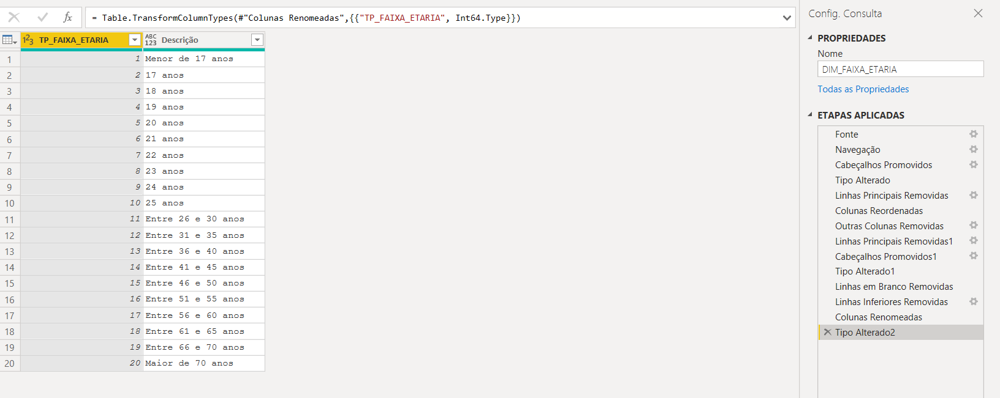 = Table.TransformColumnTypes(#"Colunas Renomeadas",{{"TP_FAIXA_ETARIA", Int64.Type}})
fx
123 TP_FAIXA_ETARIA ABC 123 Descrição
1 1 Menor de 17 anos
2 2 17 anos
3 3 18 anos
4 4 19 anos
5 5 20 anos
6 6 21 anos
7 7 22 anos
8 8 23 anos
9 9 24 anos
10 10 25 anos
11 11 Entre 26 e 30 anos
12 12 Entre 31 e 35 anos
13 13 Entre 36 e 40 anos
14 14 Entre 41 e 45 anos
15 15 Entre 46 e 50 anos
16 16 Entre 51 e 55 anos
17 17 Entre 56 e 60 anos
18 18 Entre 61 e 65 anos
19 19 Entre 66 e 70 anos
20 20 Maior de 70 anos
Config. Consulta
PROPRIEDADES
Nome
DIM_FAIXA_ETARIA
Todas as Propriedades
ETAPAS APLICADAS
Fonte
Navegação
Cabeçalhos Promovidos
Tipo Alterado
Linhas Principais Removidas
Colunas Reordenadas
Outras Colunas Removidas
Linhas Principais Removidas1
Cabeçalhos Promovidos1
Tipo Alterado1
Linhas em Branco Removidas
Linhas Inferiores Removidas
Colunas Renomeadas
Tipo Alterado2